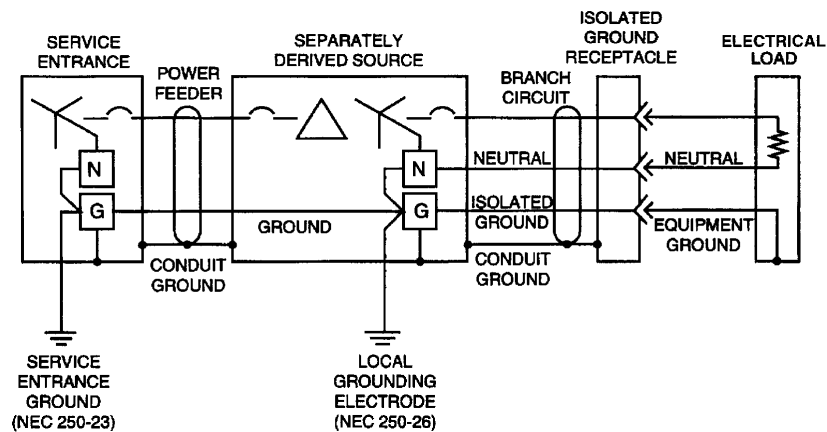 SERVICE
ENTRANCE
POWER
FEEDER
SEPARATELY
DERIVED SOURCE
BRANCH
CIRCUIT
ISOLATED
GROUND
RECEPTACLE
ELECTRICAL
LOAD
N
G
GROUND
CONDUIT
GROUND
N
G
NEUTRAL
ISOLATED
GROUND
CONDUIT
GROUND
NEUTRAL
EQUIPMENT
GROUND
SERVICE
ENTRANCE
GROUND
(NEC 250-23)
LOCAL
GROUNDING
ELECTRODE
(NEC 250-26)